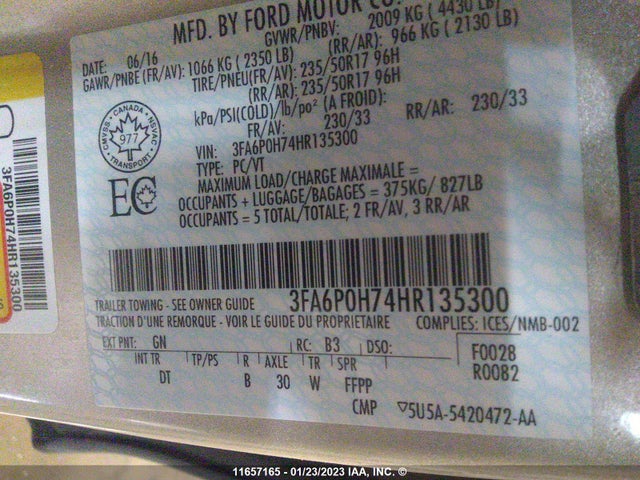 MFD. BY FORD MOTOR CO.
DATE: 06/16 GVWR/PNBV: 2009 KG ( 4430 LB)
GAWR/PNBE (FR/AV): 1066 KG ( 2350 LB) (RR/AR): 966 KG ( 2130 LB)
TIRE/PNEU(FR/AV): 235/50R17 96H
(RR/AR): 235/50R17 96H
kPa/PSI(COLD)/lb/po² (A FROID):
FR/AV: 230/33 RR/AR: 230/33
VIN: 3FA6P0H74HR135300
TYPE: PC/VT
MAXIMUM LOAD/CHARGE MAXIMALE =
OCCUPANTS + LUGGAGE/BAGAGES = 375KG/ 827LB
OCCUPANTS = 5 TOTAL/TOTALE; 2 FR/AV, 3 RR/AR
CANADA
CMVSS NSVAC
977
TRANSPORT
EC
3FA6P0H74HR135300
TRAILER TOWING - SEE OWNER GUIDE 3FA6P0H74HR135300
TRACTION D'UNE REMORQUE - VOIR LE GUIDE DU PROPRIETAIRE COMPLIES: ICES/NMB-002
EXT PNT: GN RC: B3 DSO: F0028
INT TR TP/PS R AXLE TR SPR R00B2
DT B 30 W FFPP
CMP ▽5U5A-5420472-AA
11657165 - 01/23/2023 IAA, INC. ©